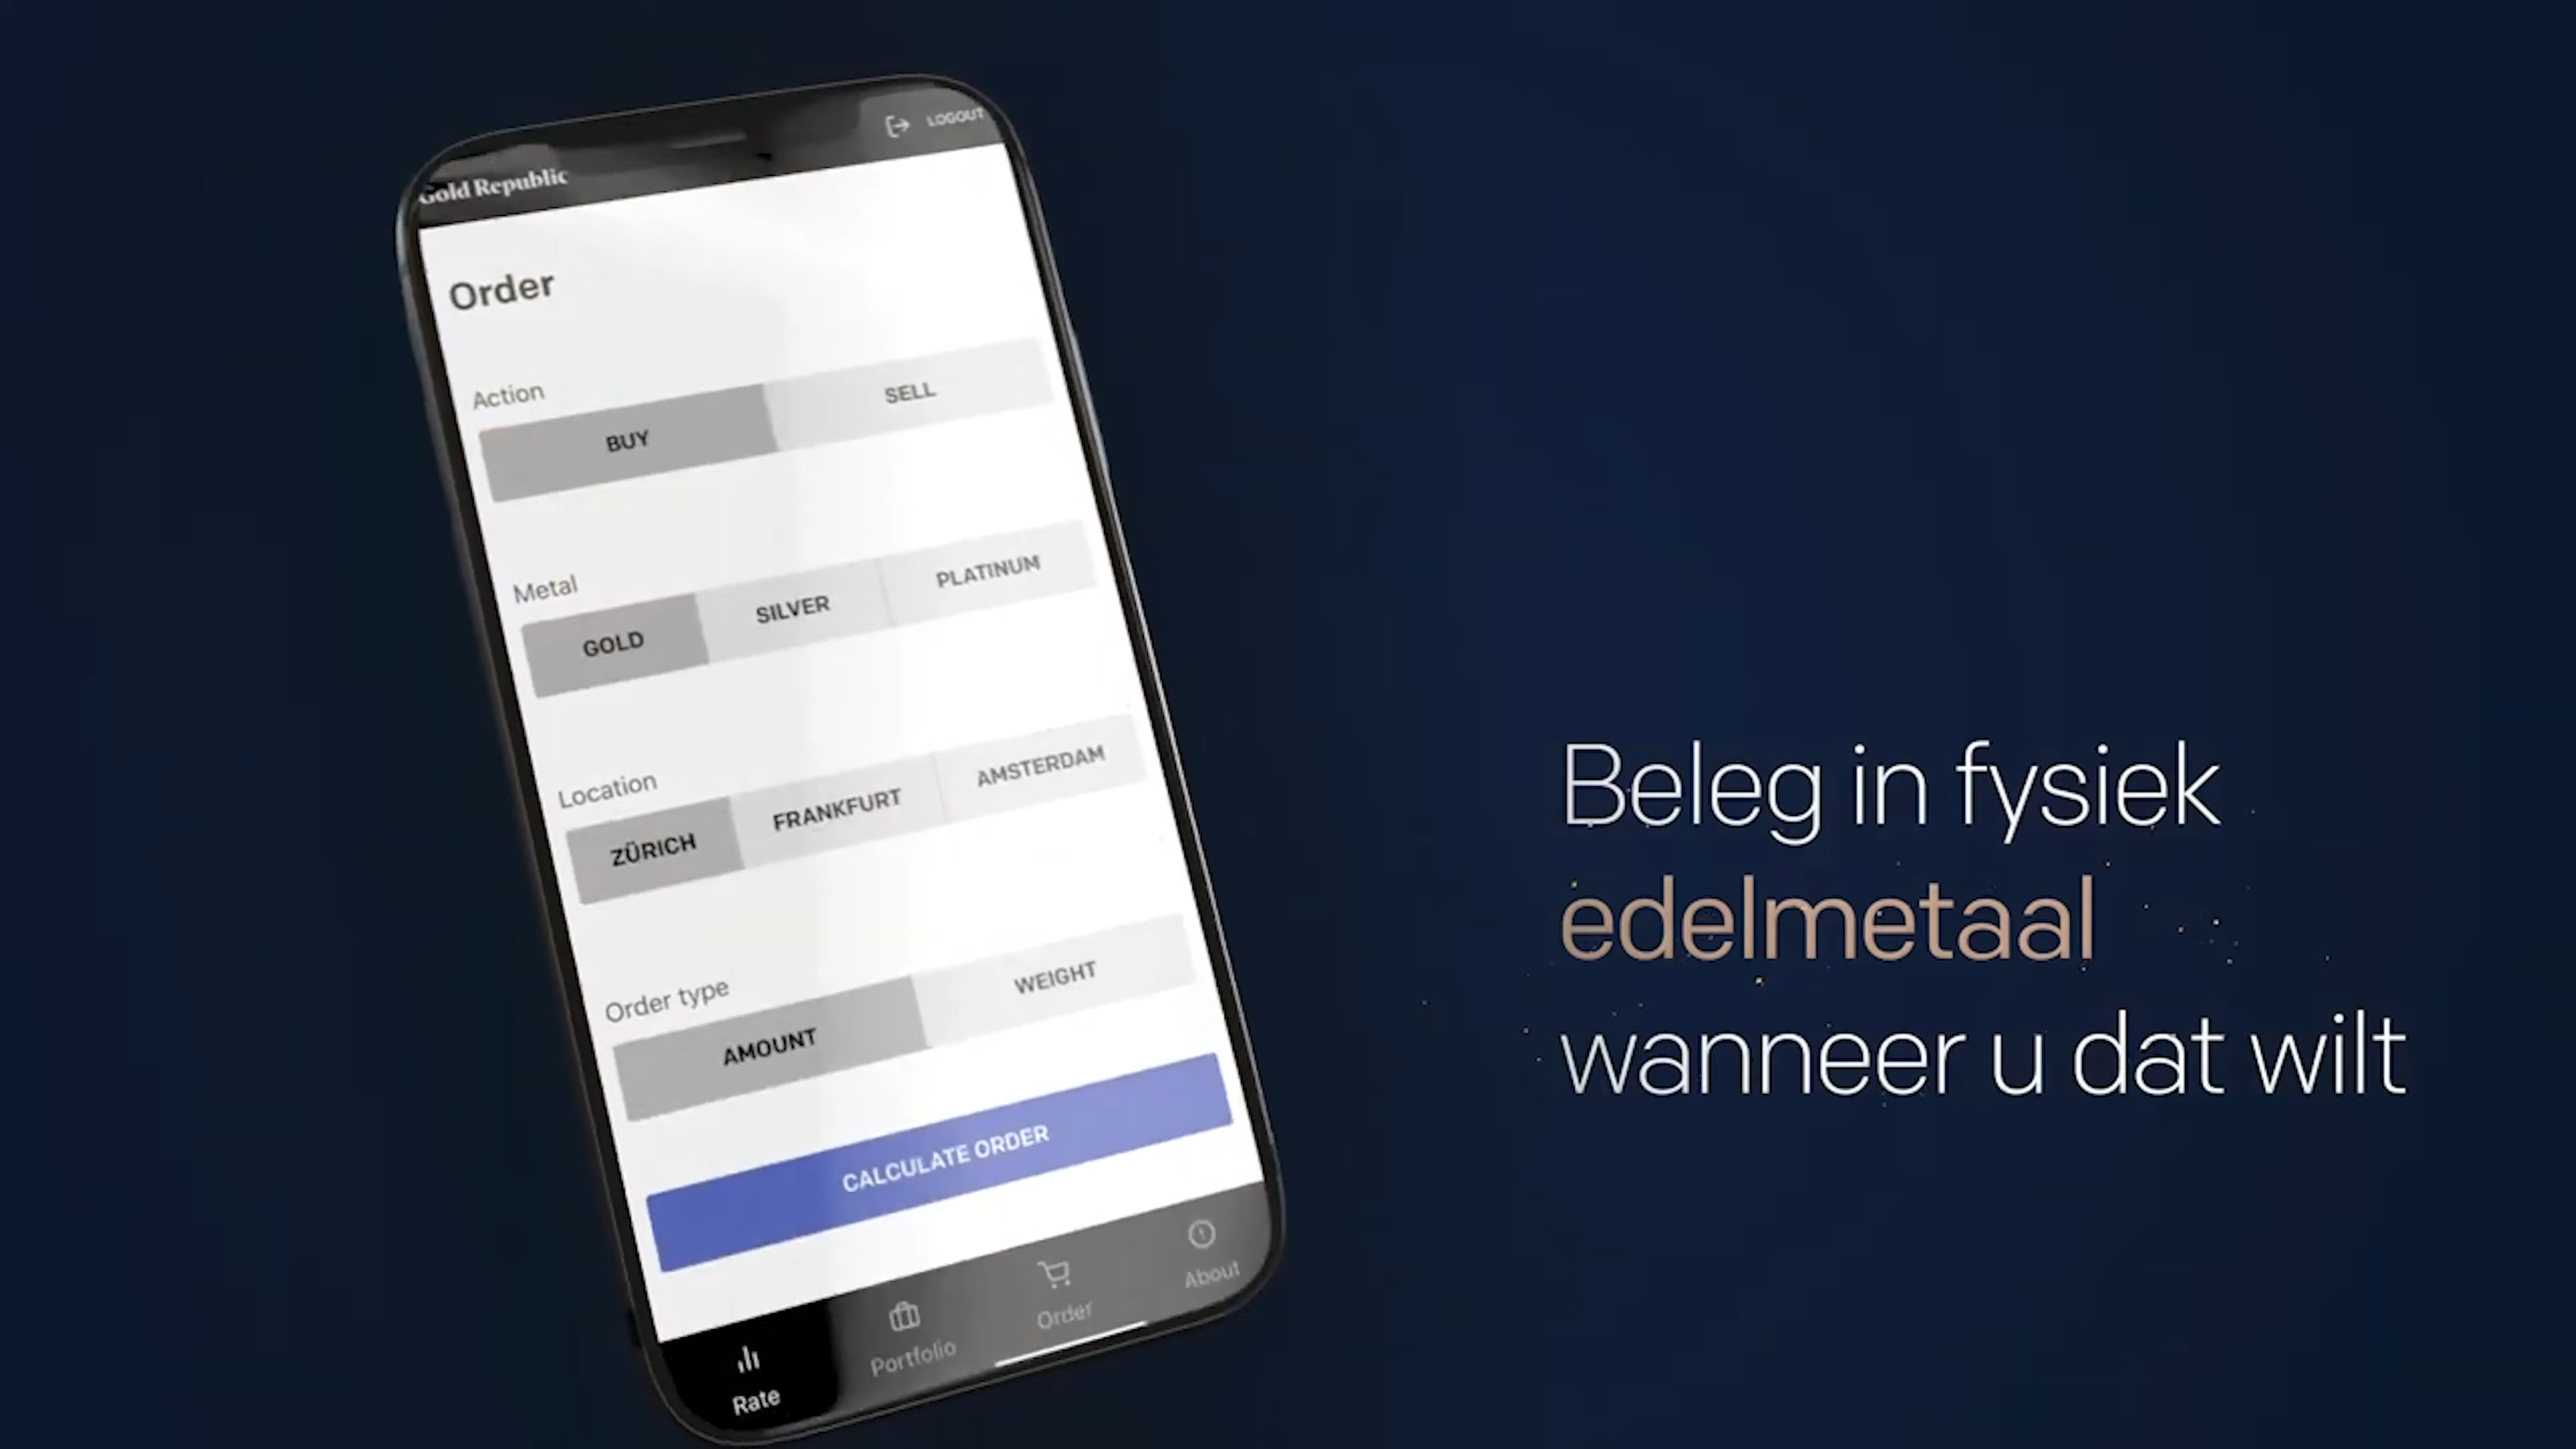 LOGOUT
Gold Republic
Order
Action
BUY SELL
Metal
GOLD SILVER PLATINUM
Location
ZÜRICH FRANKFURT AMSTERDAM
Order type
AMOUNT WEIGHT
CALCULATE ORDER
Rate Portfolio Order About
Beleg in fysiek
edelmetaal
wanneer u dat wilt